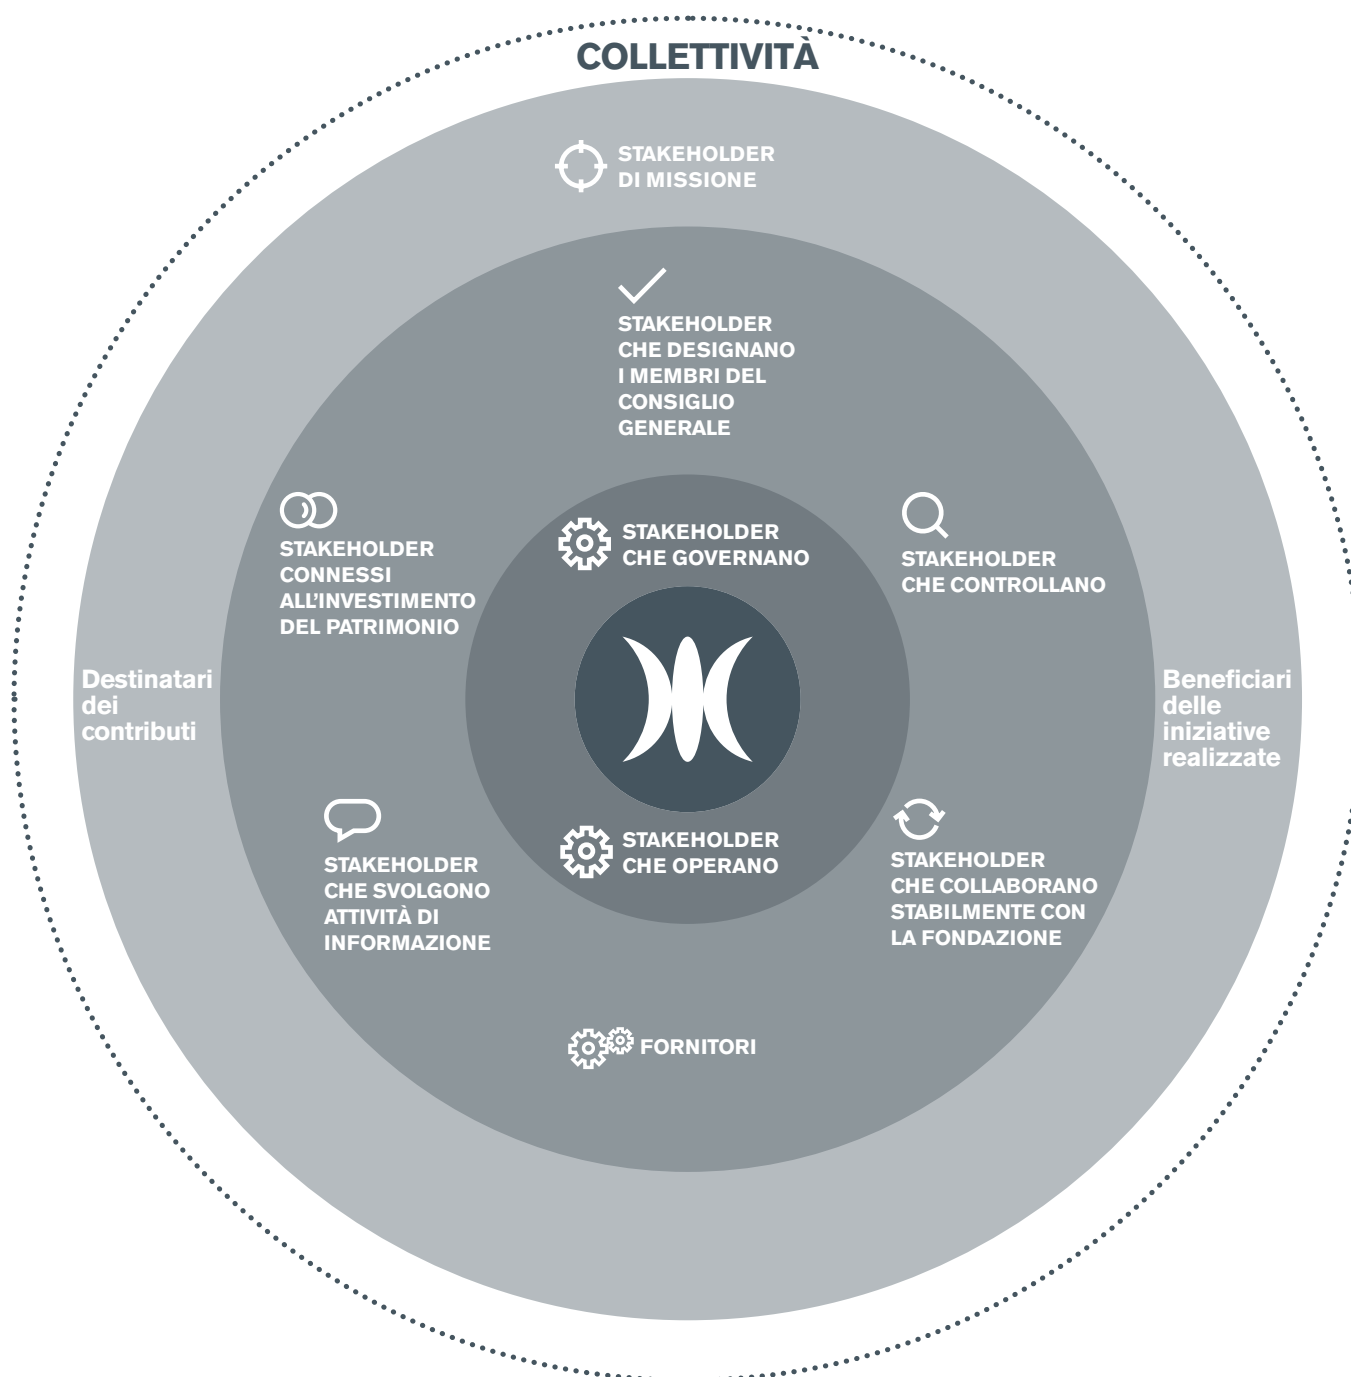 COLLETTIVITÀ
STAKEHOLDER
DI MISSIONE
STAKEHOLDER
CHE DESIGNANO
I MEMBRI DEL
CONSIGLIO
GENERALE
STAKEHOLDER
CONNESSI
ALL’INVESTIMENTO
DEL PATRIMONIO
STAKEHOLDER
CHE GOVERNANO
STAKEHOLDER
CHE CONTROLLANO
Destinatari
dei
contributi
Beneficiari
delle
iniziative
realizzate
STAKEHOLDER
CHE SVOLGONO
ATTIVITÀ DI
INFORMAZIONE
STAKEHOLDER
CHE OPERANO
STAKEHOLDER
CHE COLLABORANO
STABILMENTE CON
LA FONDAZIONE
FORNITORI